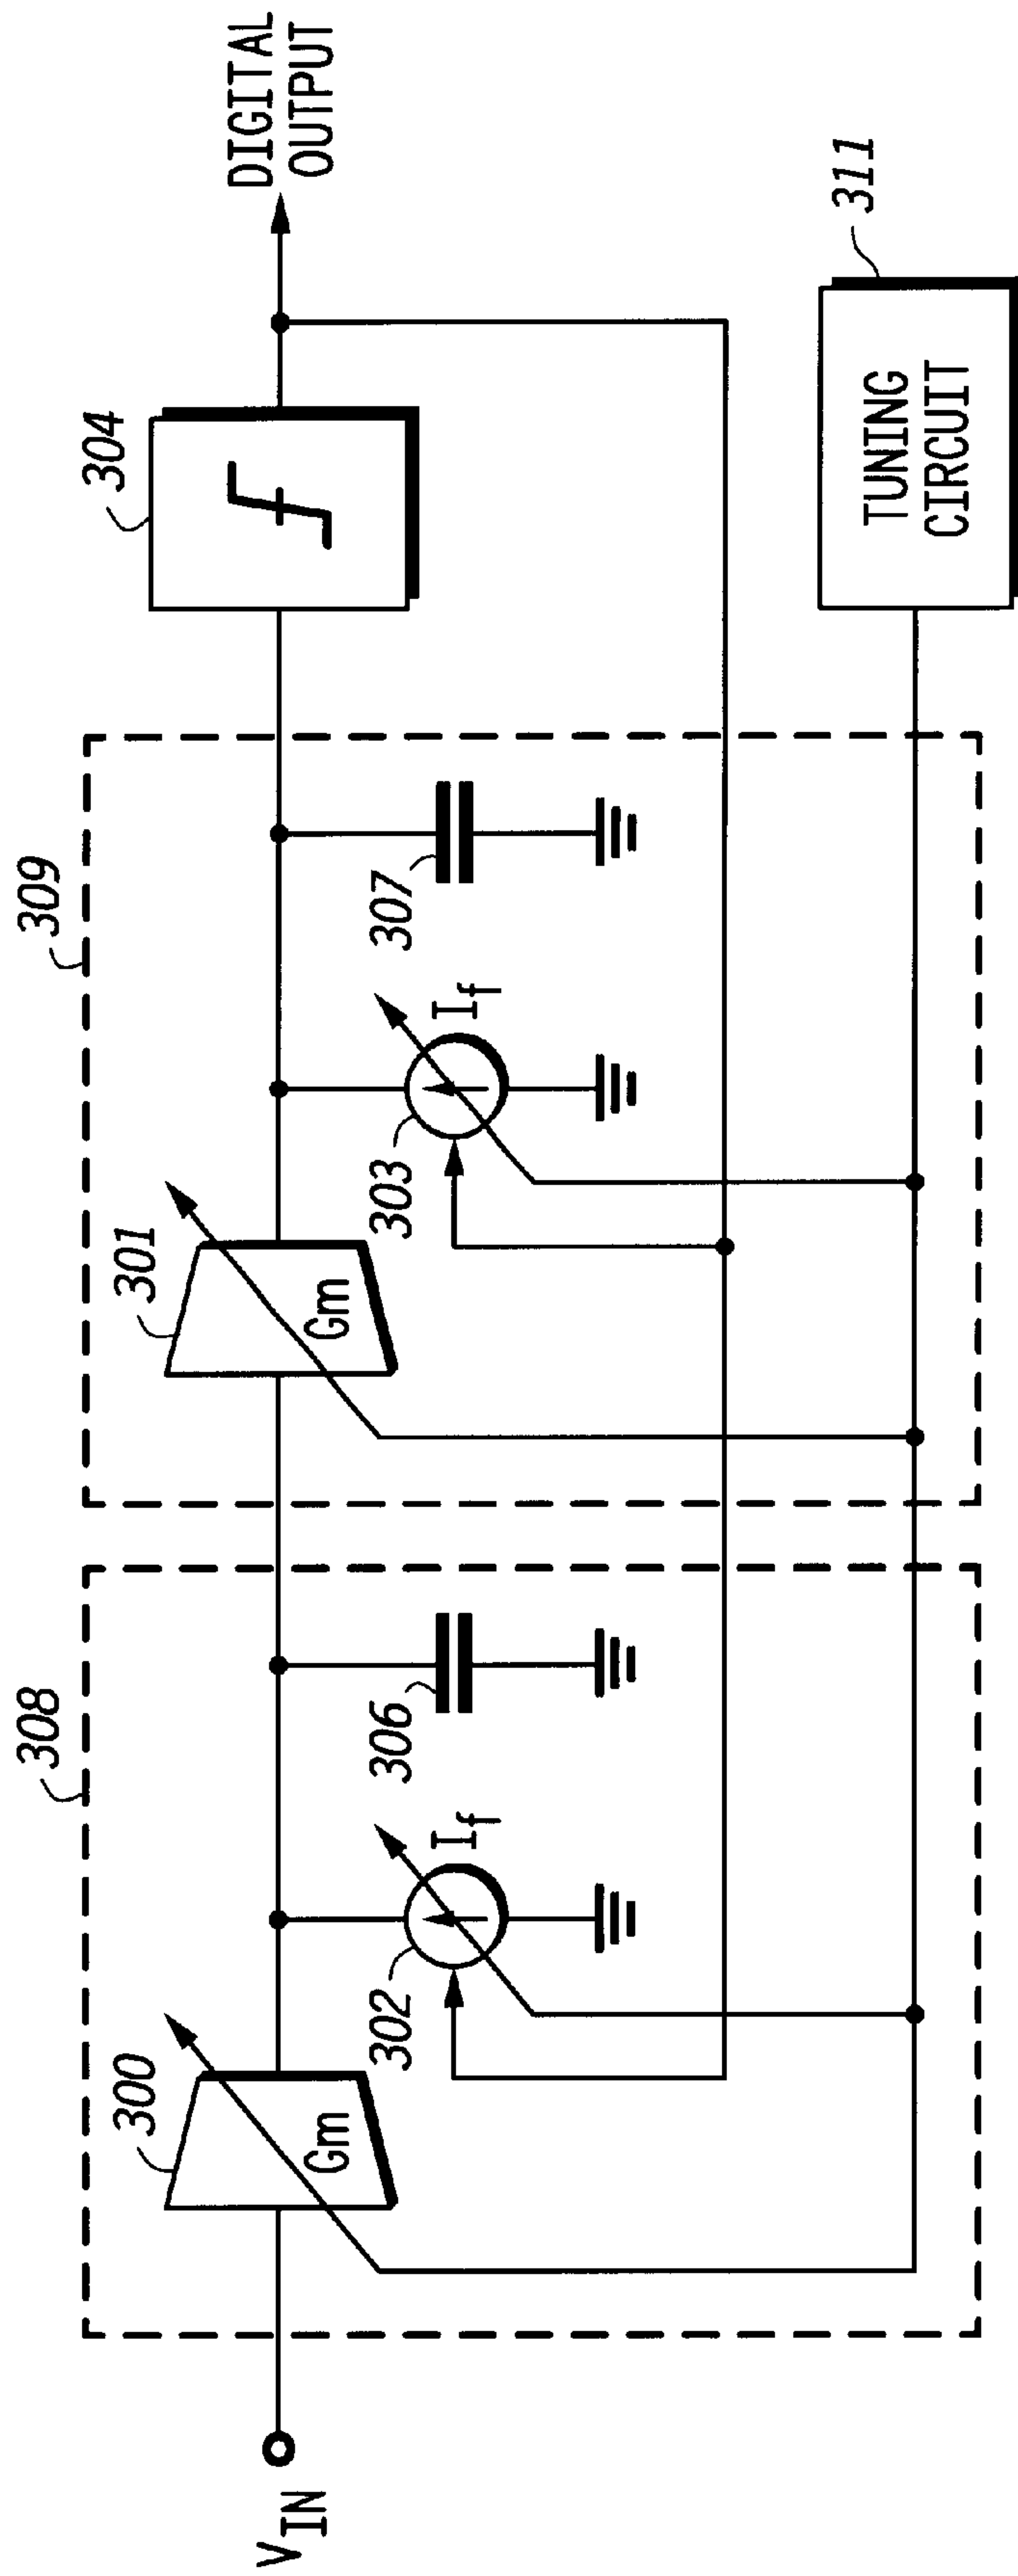 308
309
304
DIGITAL
OUTPUT
300
Gm
301
Gm
302
I_f
306
303
I_f
307
V_IN
TUNING
CIRCUIT
311